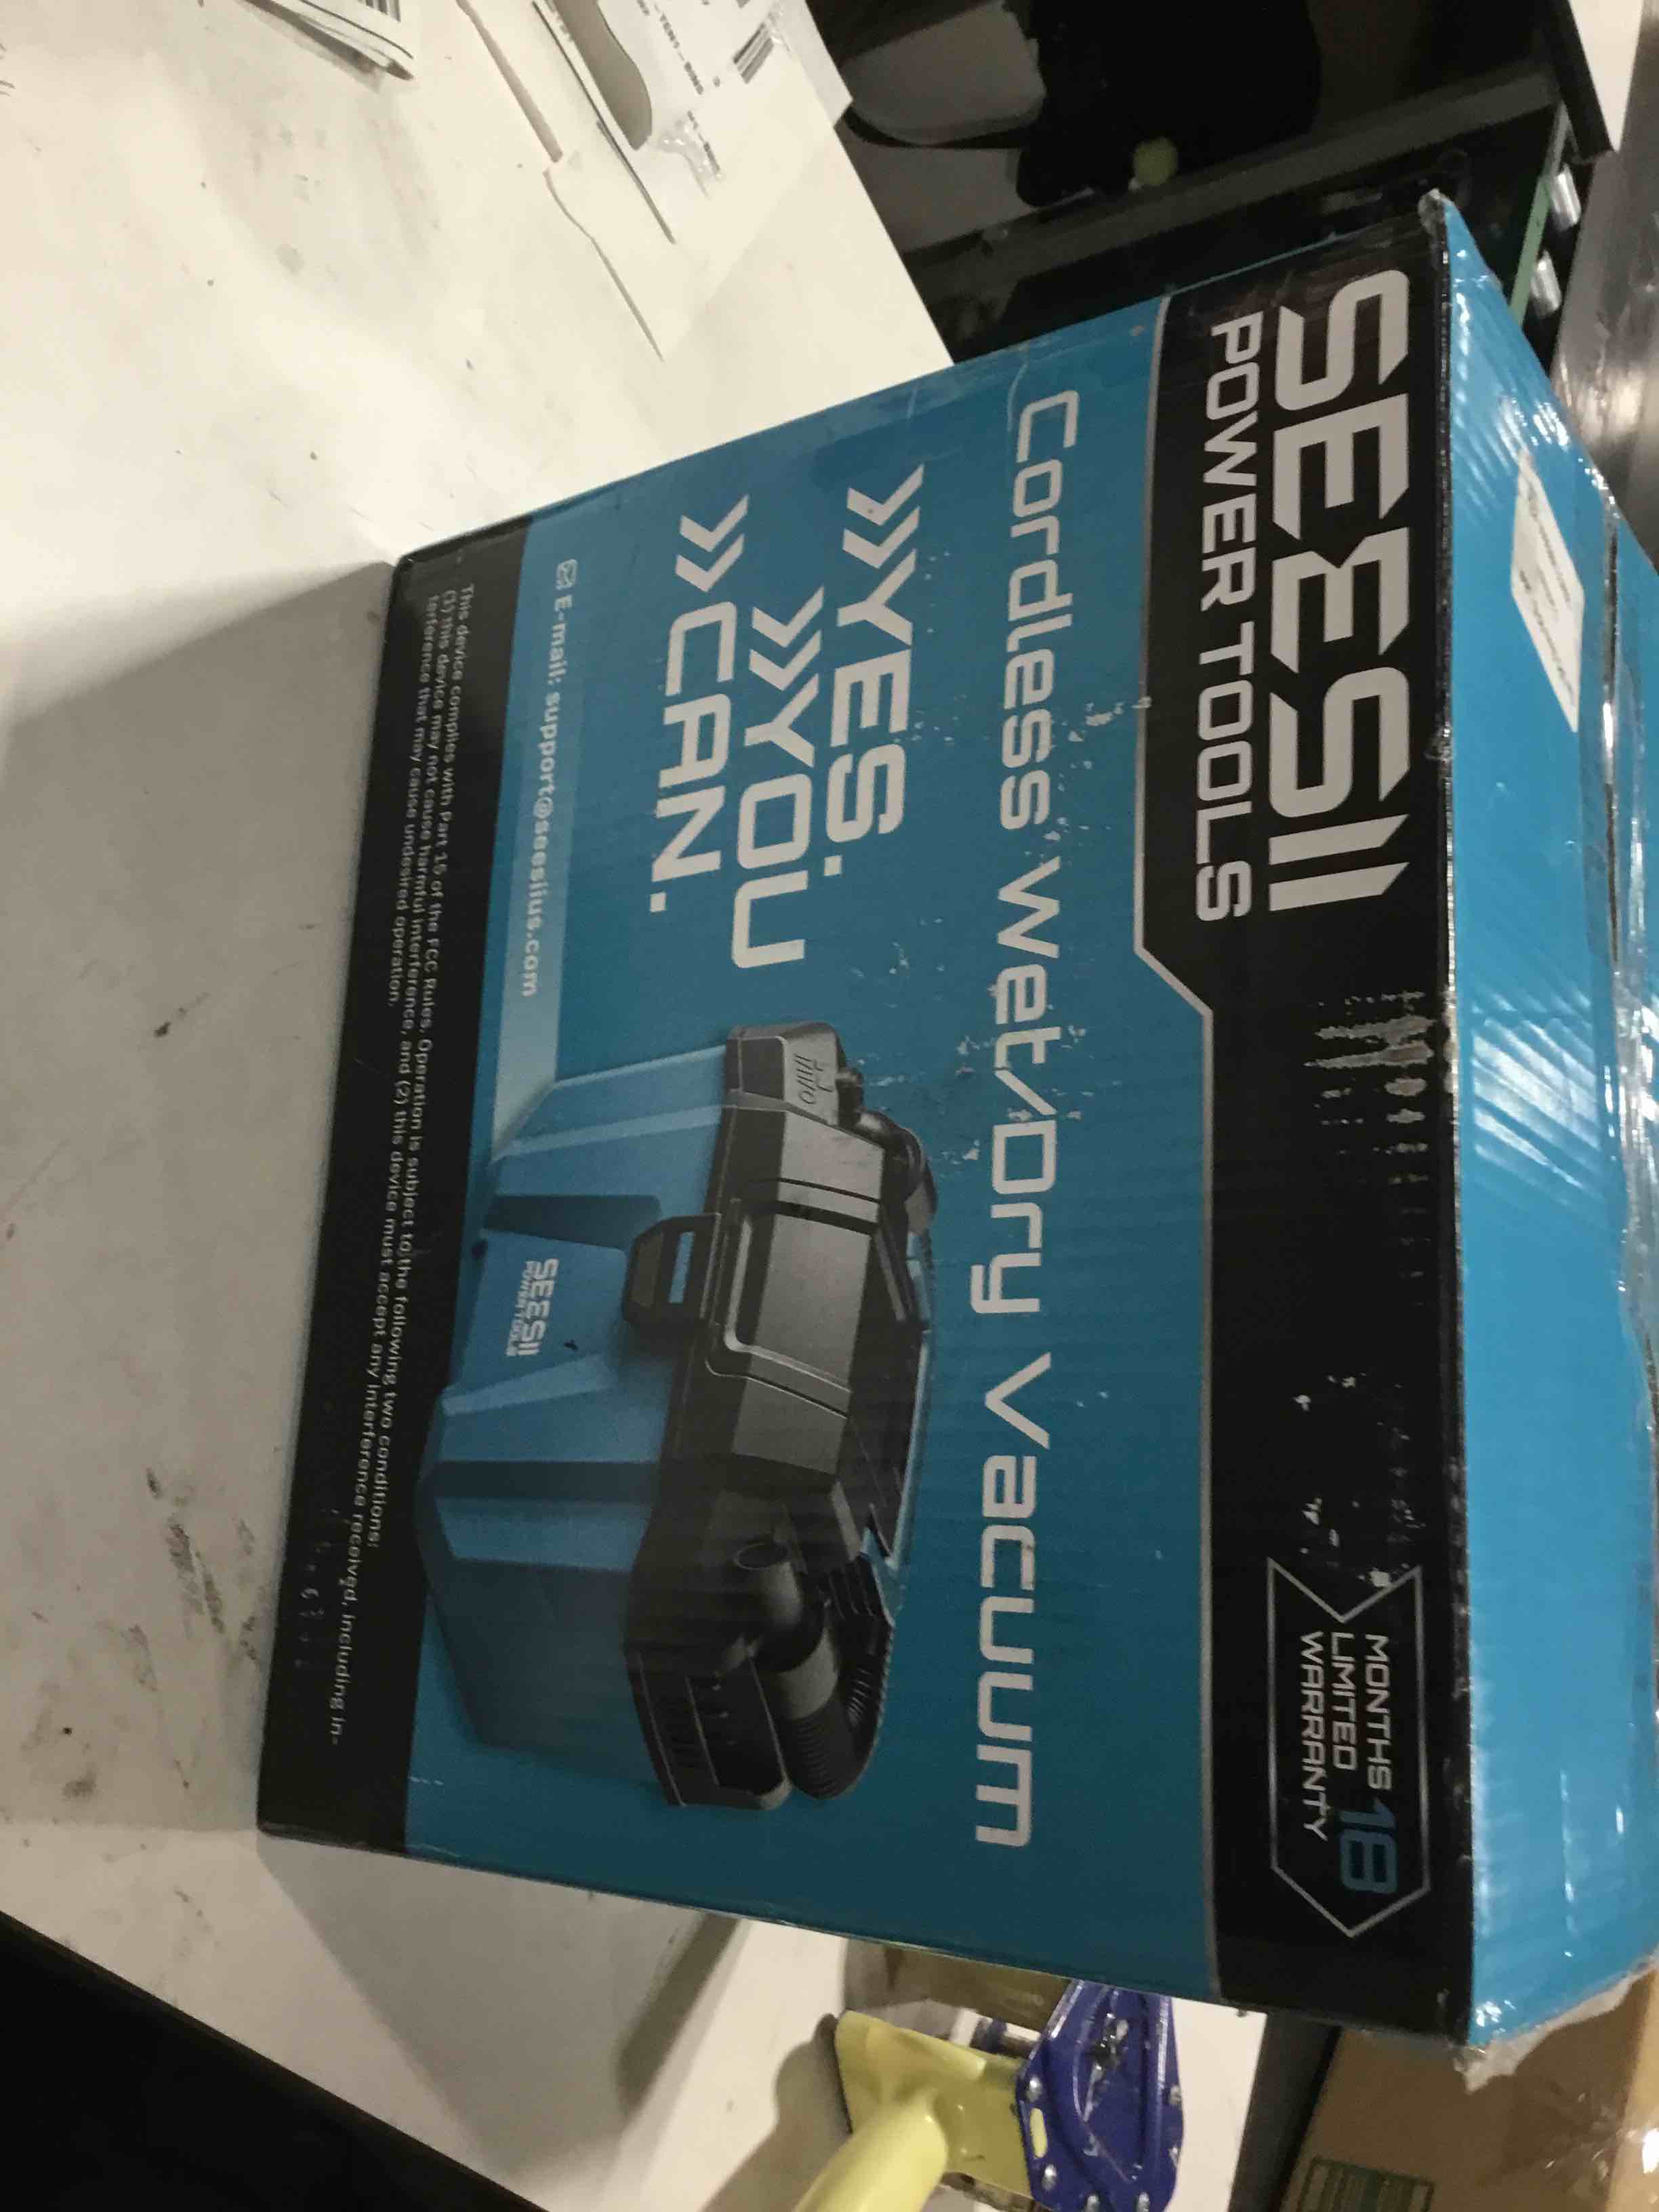 SEESII
POWER TOOLS
MONTHS 18
LIMITED
WARRANTY
Cordless Wet/Dry Vacuum
»YES.
»YOU
»CAN.
SEESII
POWER TOOLS
E-mail: support@seesiius.com
This device complies with Part 15 of the FCC Rules. Operation is subject to the following two conditions:
(1) this device may not cause harmful interference, and (2) this device must accept any interference received, including in-
terference that may cause undesired operation.